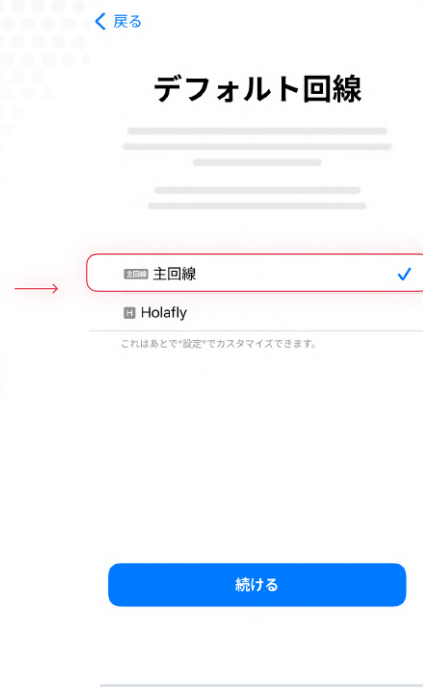 戻る
デフォルト回線
主回線 主回線
H Holafly
これはあとで"設定"でカスタマイズできます。
続ける